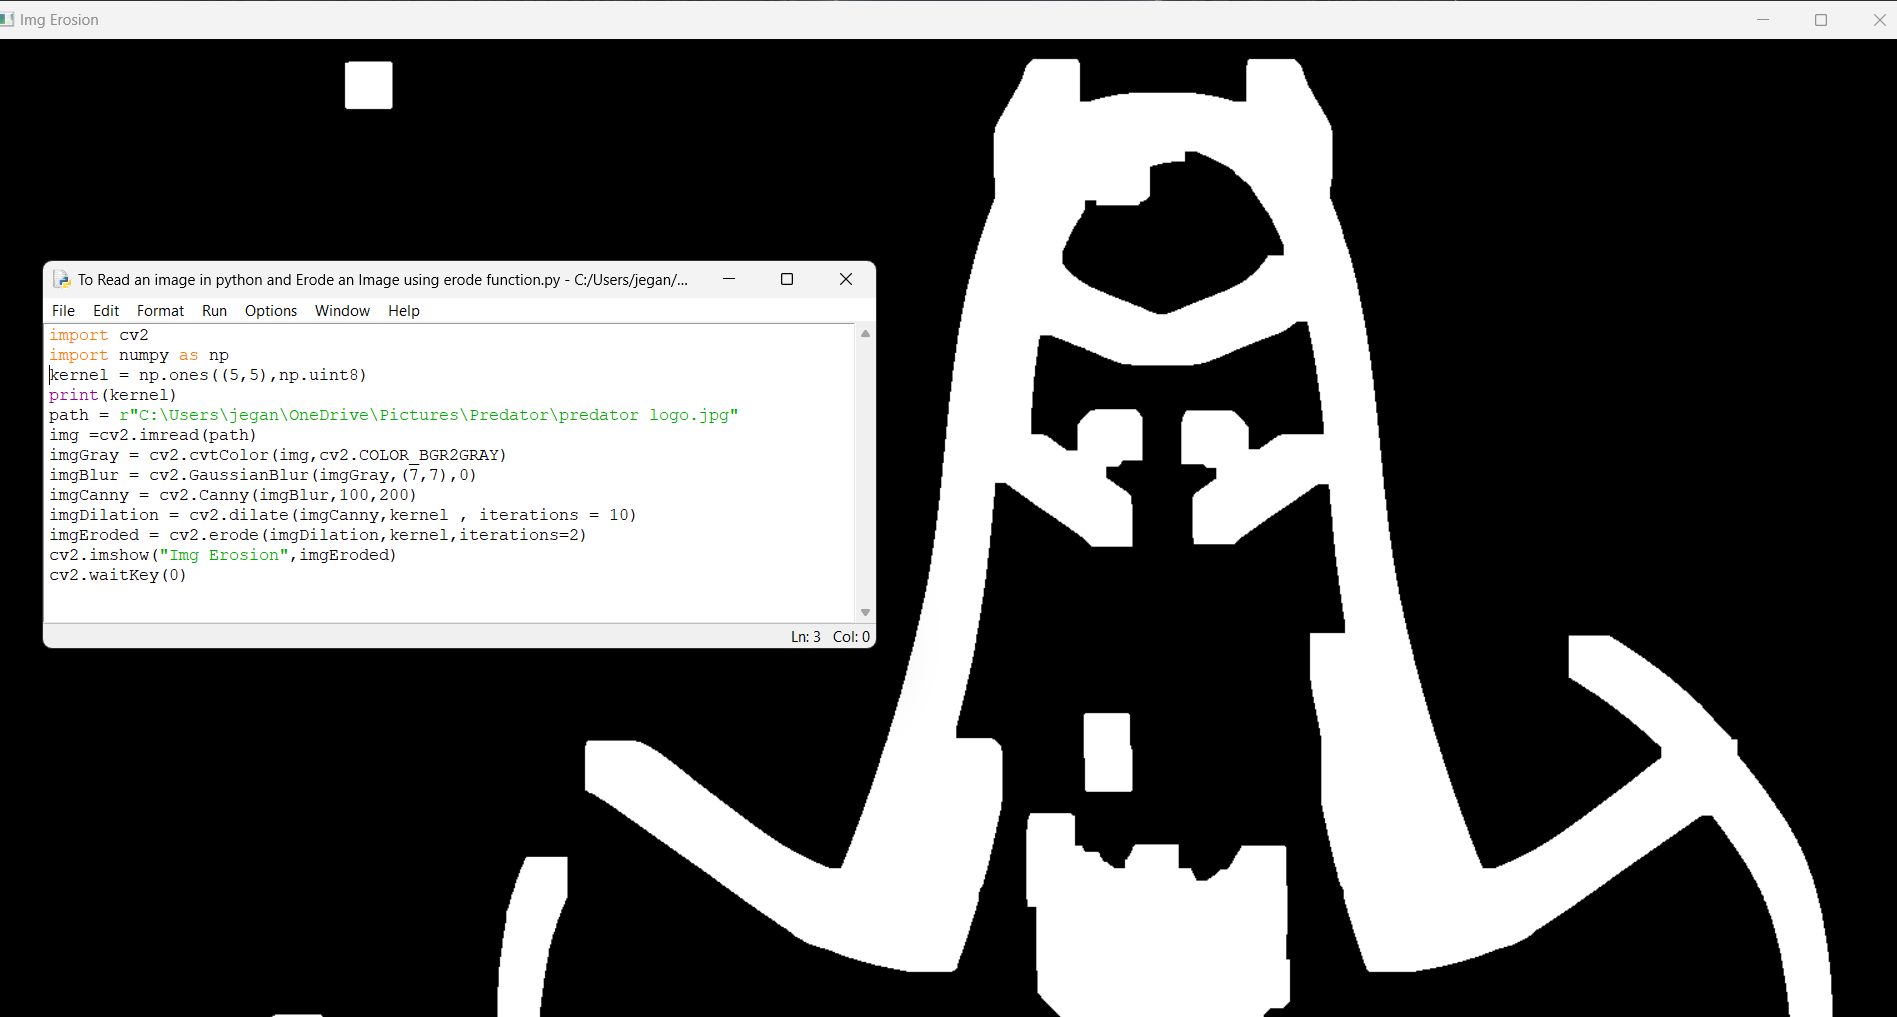 Img Erosion
To Read an image in python and Erode an Image using erode function.py - C:/Users/jegan/...
File Edit Format Run Options Window Help
import cv2
import numpy as np
kernel = np.ones((5,5),np.uint8)
print(kernel)
path = r"C:\Users\jegan\OneDrive\Pictures\Predator\predator logo.jpg"
img =cv2.imread(path)
imgGray = cv2.cvtColor(img,cv2.COLOR_BGR2GRAY)
imgBlur = cv2.GaussianBlur(imgGray,(7,7),0)
imgCanny = cv2.Canny(imgBlur,100,200)
imgDilation = cv2.dilate(imgCanny,kernel , iterations = 10)
imgEroded = cv2.erode(imgDilation,kernel,iterations=2)
cv2.imshow("Img Erosion",imgEroded)
cv2.waitKey(0)
Ln: 3 Col: 0